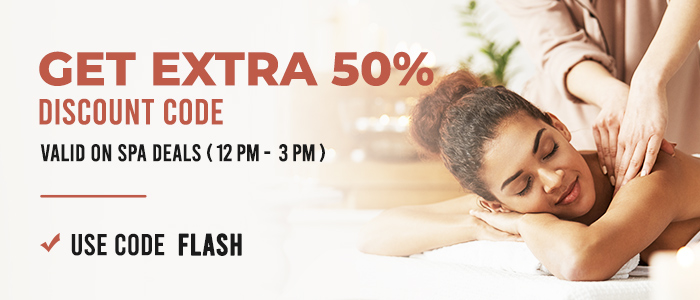 GET EXTRA 50%
DISCOUNT CODE
VALID ON SPA DEALS ( 12 PM - 3 PM )
USE CODE FLASH